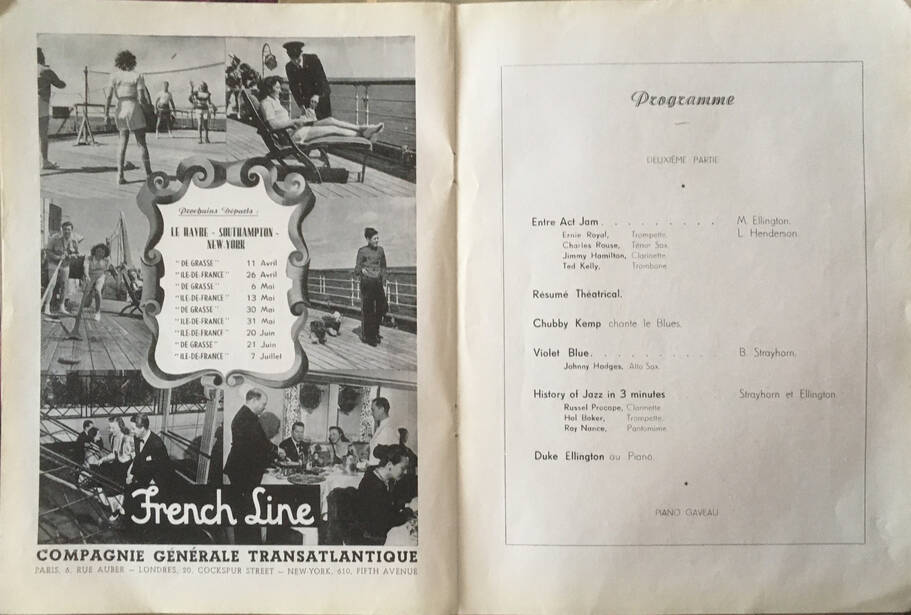 Prochains Départs :
LE HAVRE - SOUTHAMPTON -
NEW-YORK
"DE GRASSE" 11 Avril
"ILE-DE-FRANCE" 26 Avril
"DE GRASSE" 6 Mai
"ILE-DE-FRANCE" 13 Mai
"DE GRASSE" 30 Mai
"ILE-DE-FRANCE" 31 Mai
"ILE-DE-FRANCE" 20 Juin
"DE GRASSE" 21 Juin
"ILE-DE-FRANCE" 7 Juillet
French Line
COMPAGNIE GÉNÉRALE TRANSATLANTIQUE
PARIS, 6, RUE AUBER — LONDRES, 20, COCKSPUR STREET — NEW-YORK, 610, FIFTH AVENUE
Programme
DEUXIÈME PARTIE
Entre Act Jam . . . . . . . . . . M. Ellington.
L. Henderson.
Ernie Royal, Trompette.
Charles Rouse, Ténor Sax.
Jimmy Hamilton, Clarinette.
Ted Kelly, Trombone.
Résumé Théatrical.
Chubby Kemp chante le Blues.
Violet Blue. . . . . . . . . . B. Strayhorn.
Johnny Hodges, Alto Sax.
History of Jazz in 3 minutes Strayhorn et Ellington.
Russel Procope, Clarinette.
Hal Baker, Trompette.
Ray Nance, Pantomime.
Duke Ellington au Piano.
PIANO GAVEAU